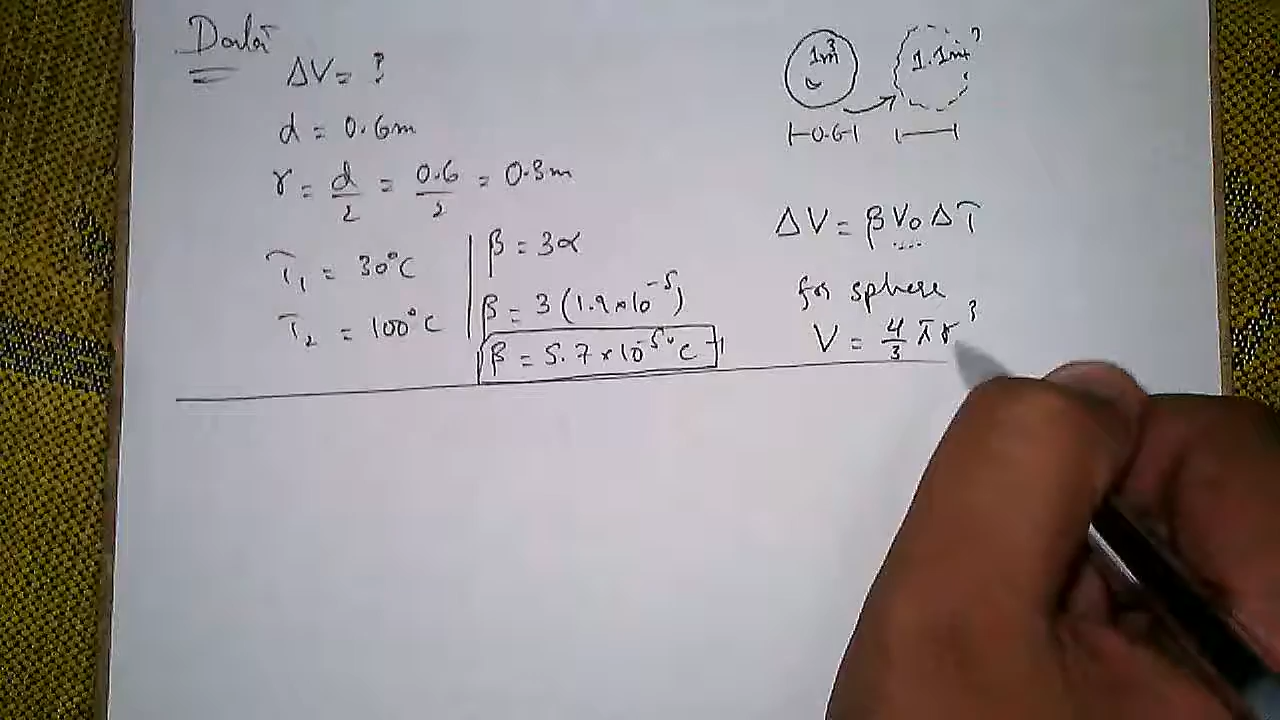 Data
ΔV = ?
d = 0.6m
r = d/2 = 0.6/2 = 0.3m
T₁ = 30°C
T₂ = 100°C
β = 3α
β = 3(1.9×10⁻⁵)
β = 5.7×10⁻⁵°C⁻¹
1m³
1.1m³
0.6
ΔV = βV₀ΔT
for sphere
V = 4/3 πr³